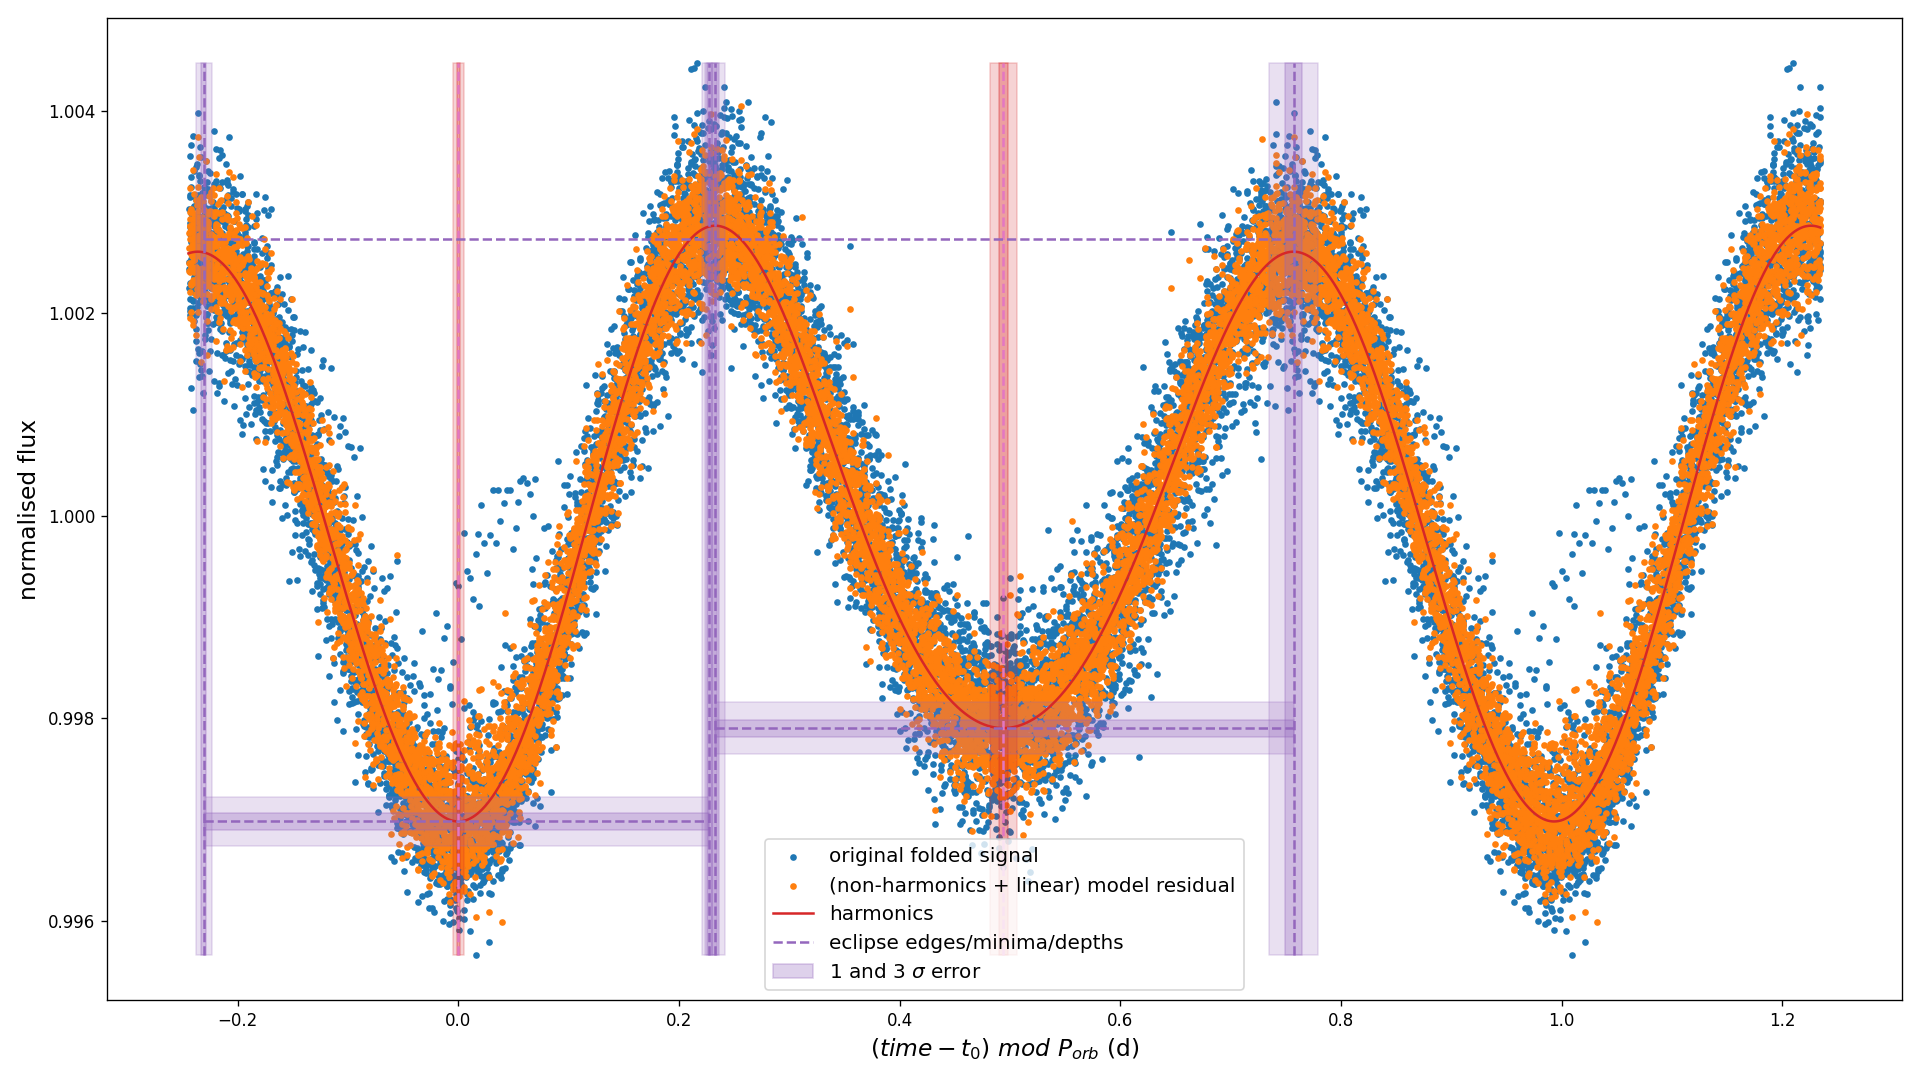 normalised flux
1.004
1.002
1.000
0.998
0.996
original folded signal
(non-harmonics + linear) model residual
harmonics
eclipse edges/minima/depths
1 and 3 σ error
−0.2 0.0 0.2 0.4 0.6 0.8 1.0 1.2
(time − t₀) mod Pₒᵣb (d)